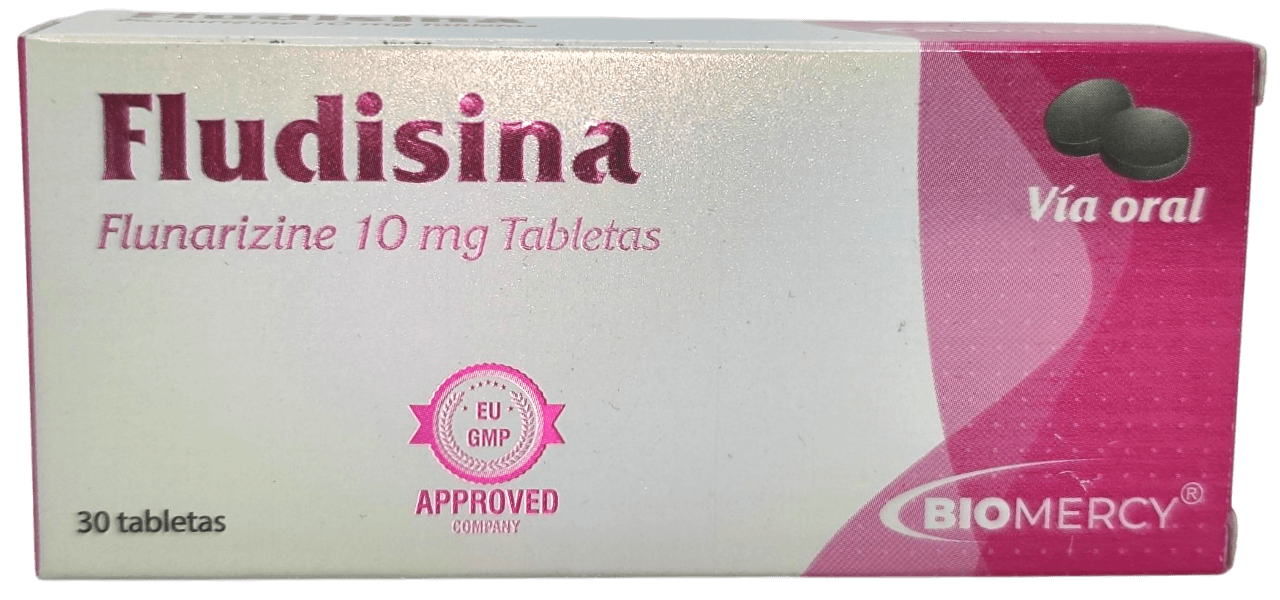 Fludisina
Flunarizine 10 mg Tabletas
Vía oral
EU
GMP
APPROVED
COMPANY
30 tabletas
BIOMERCY®